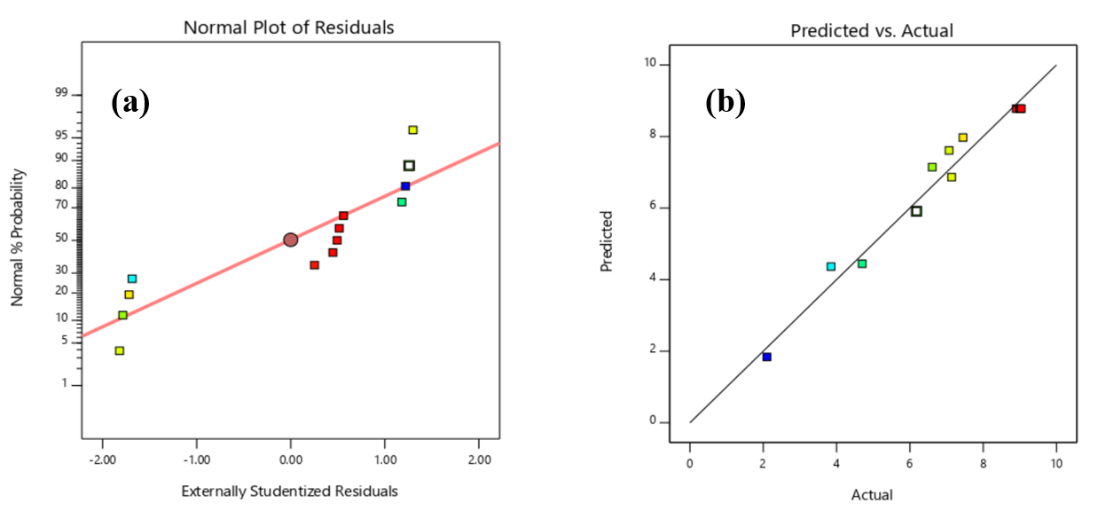 Normal Plot of Residuals
(a)
Normal % Probability
99
95
90
80
70
50
30
20
10
5
1
-2.00 -1.00 0.00 1.00 2.00
Externally Studentized Residuals
Predicted vs. Actual
(b)
Predicted
10
8
6
4
2
0
0 2 4 6 8 10
Actual